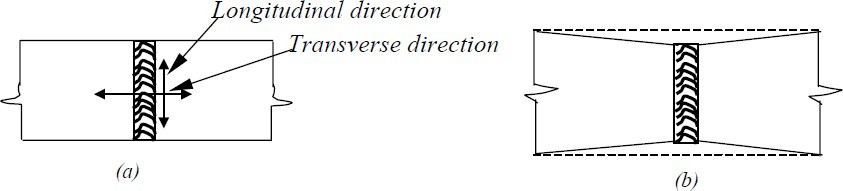 Longitudinal direction
Transverse direction
(a)
(b)